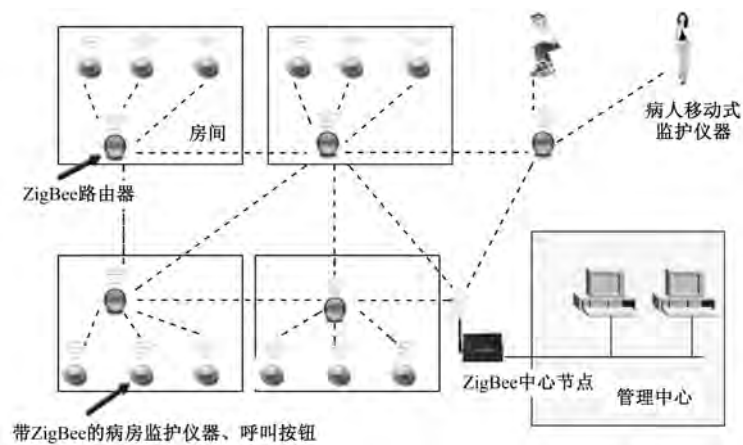 房间
病人移动式
监护仪器
ZigBee路由器
ZigBee中心节点
管理中心
带ZigBee的病房监护仪器、呼叫按钮